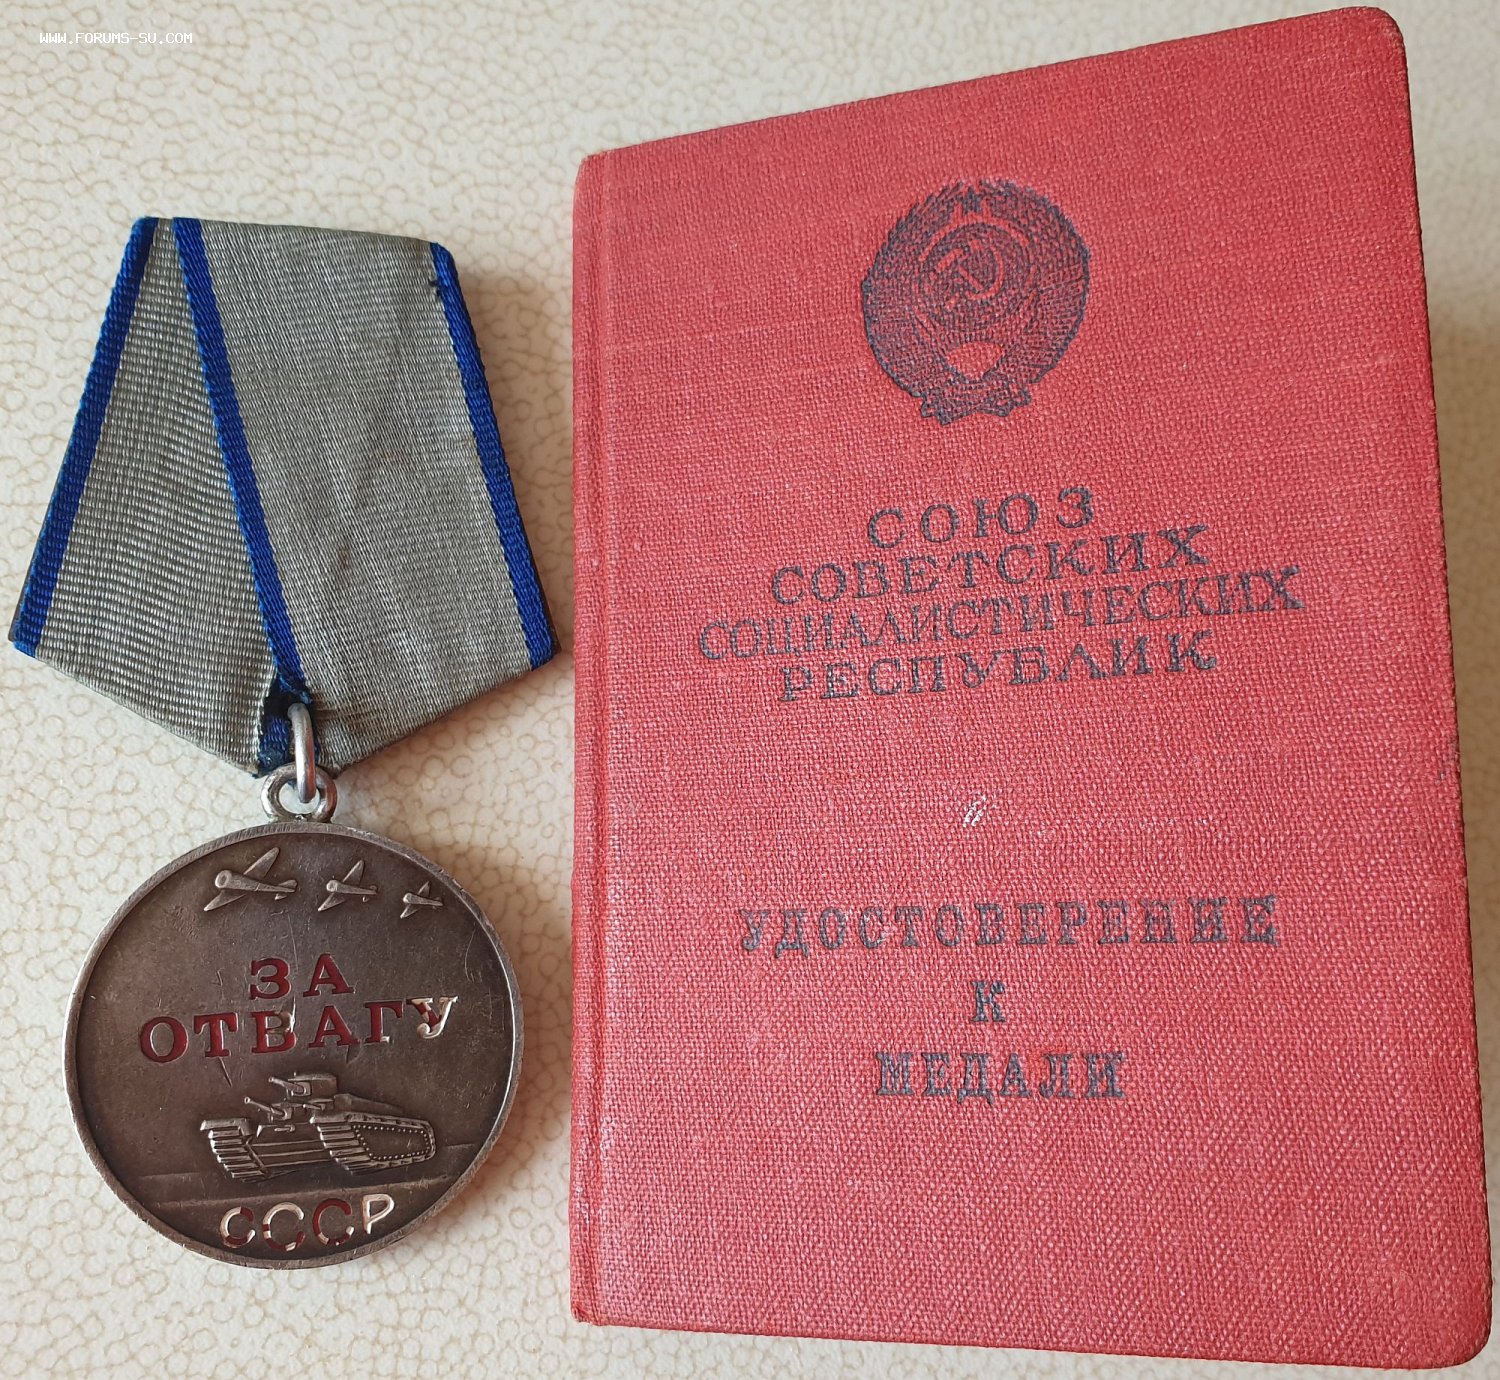 WWW.FORUMS-SU.COM
ЗА
ОТВАГУ
СССР
СОЮЗ
СОВЕТСКИХ
СОЦИАЛИСТИЧЕСКИХ
РЕСПУБЛИК
УДОСТОВЕРЕНИЕ
К
МЕДАЛИ